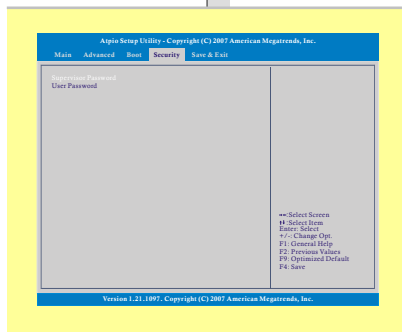 Atpio Setup Utility - Copyright (C) 2007 American Megatrends, Inc.
Main Advanced Boot Security Save & Exit
Supervisor Password
User Password
↔:Select Screen
↑↓:Select Item
Enter: Select
+/-: Change Opt.
F1: General Help
F2: Previous Values
F9: Optimized Default
F4: Save
Version 1.21.1097. Copyright (C) 2007 American Megatrends, Inc.